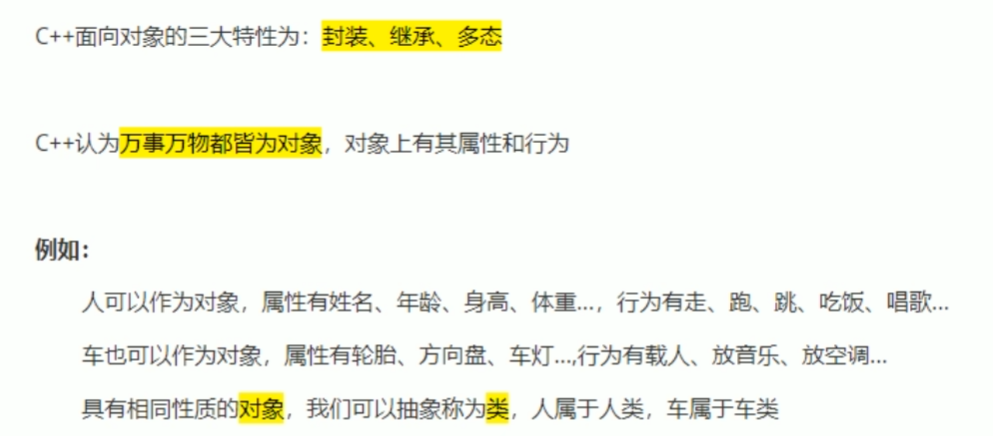 C++面向对象的三大特性为：封装、继承、多态
C++认为万事万物都皆为对象，对象上有其属性和行为
例如：
人可以作为对象，属性有姓名、年龄、身高、体重...，行为有走、跑、跳、吃饭、唱歌...
车也可以作为对象，属性有轮胎、方向盘、车灯...,行为有载人、放音乐、放空调...
具有相同性质的对象，我们可以抽象称为类，人属于人类，车属于车类